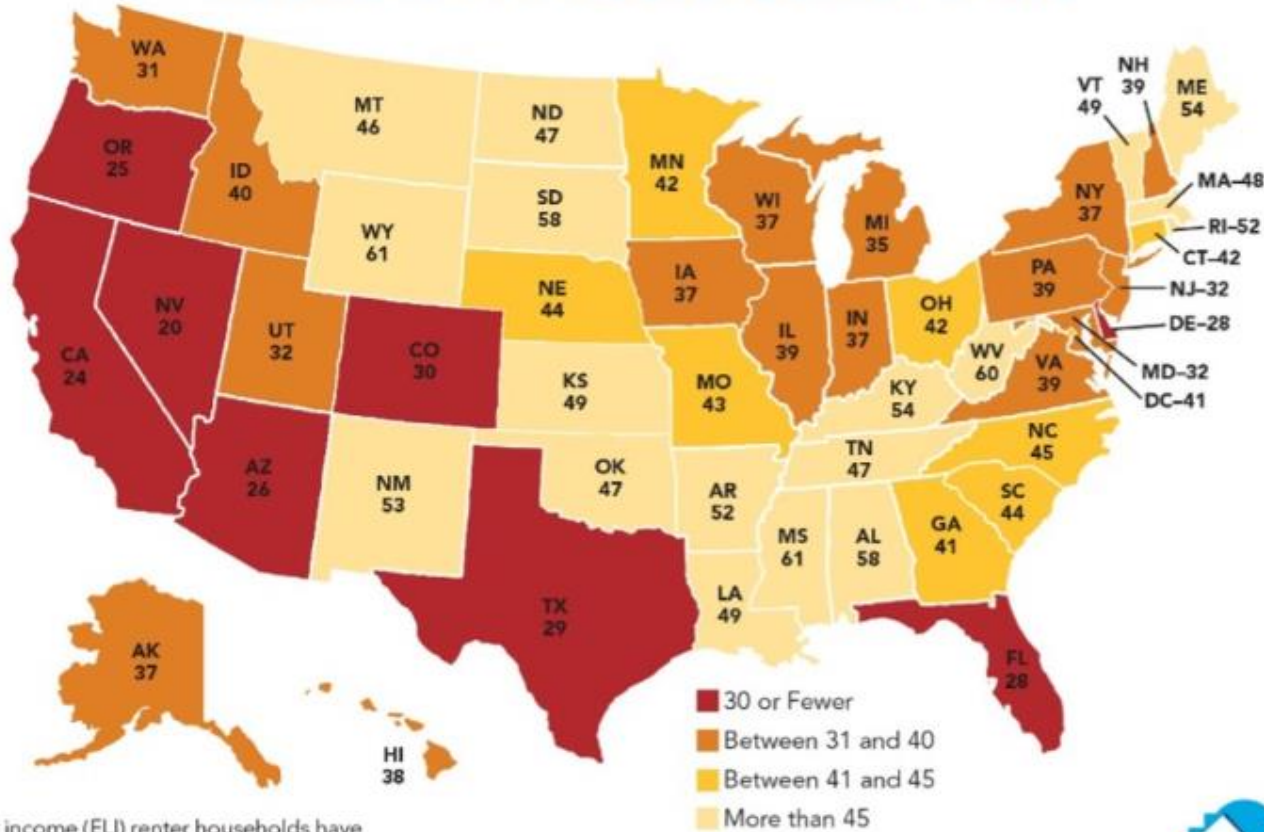 WA
31
OR
25
CA
24
NV
20
ID
40
MT
46
WY
61
UT
32
AZ
26
CO
30
NM
53
ND
47
SD
58
NE
44
KS
49
OK
47
TX
29
MN
42
IA
37
MO
43
AR
52
LA
49
WI
37
IL
39
MS
61
MI
35
IN
37
KY
54
TN
47
AL
58
OH
42
WV
60
GA
41
FL
28
SC
44
NC
45
VA
39
PA
39
NY
37
VT
49
NH
39
ME
54
MA–48
RI–52
CT–42
NJ–32
DE–28
MD–32
DC–41
AK
37
HI
38
30 or Fewer
Between 31 and 40
Between 41 and 45
More than 45
income (ELI) renter households have